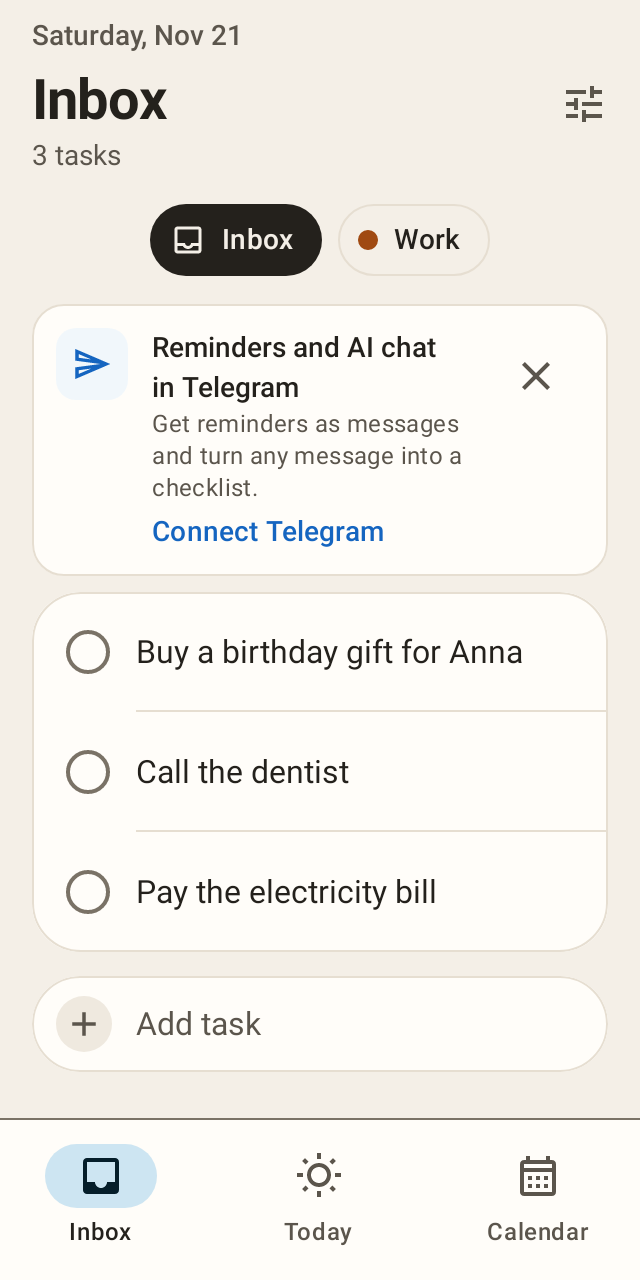 Saturday, Nov 21
Inbox
3 tasks
Inbox
Work
Reminders and AI chat
in Telegram
Get reminders as messages
and turn any message into a
checklist.
Connect Telegram
Buy a birthday gift for Anna
Call the dentist
Pay the electricity bill
Add task
Inbox
Today
Calendar